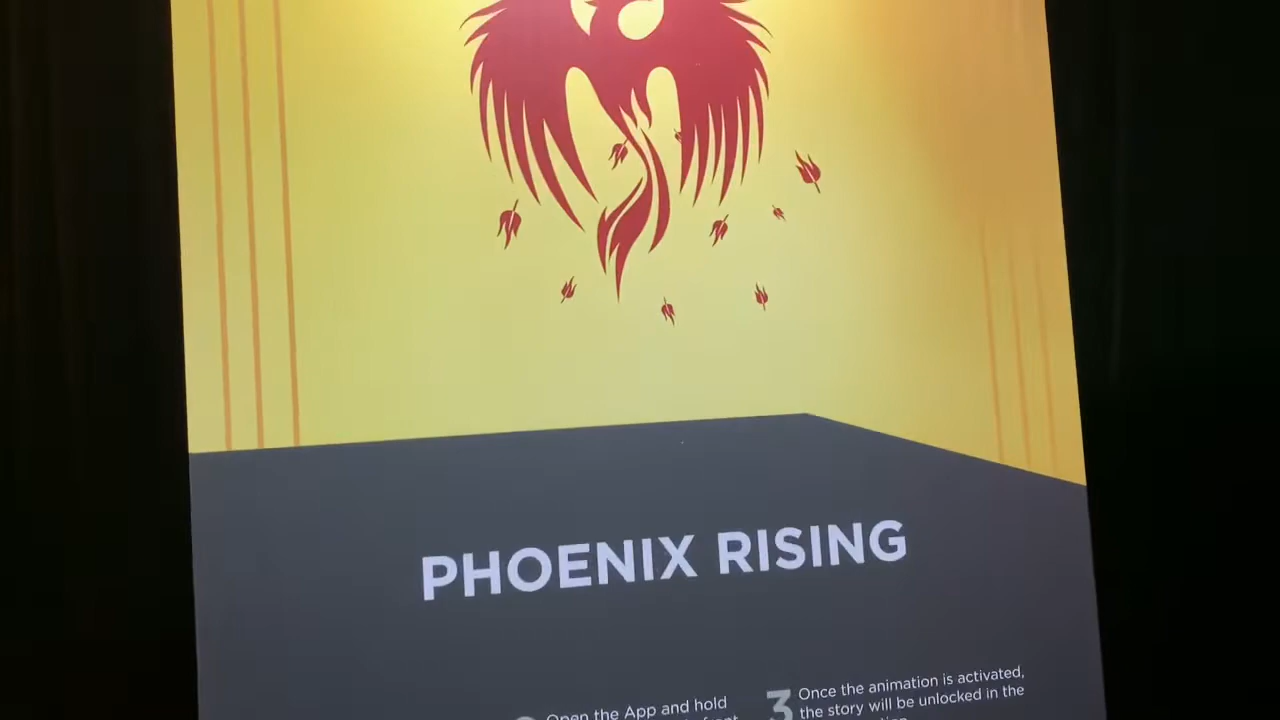 PHOENIX RISING
Open the App and hold
3 Once the animation is activated,
the story will be unlocked in the